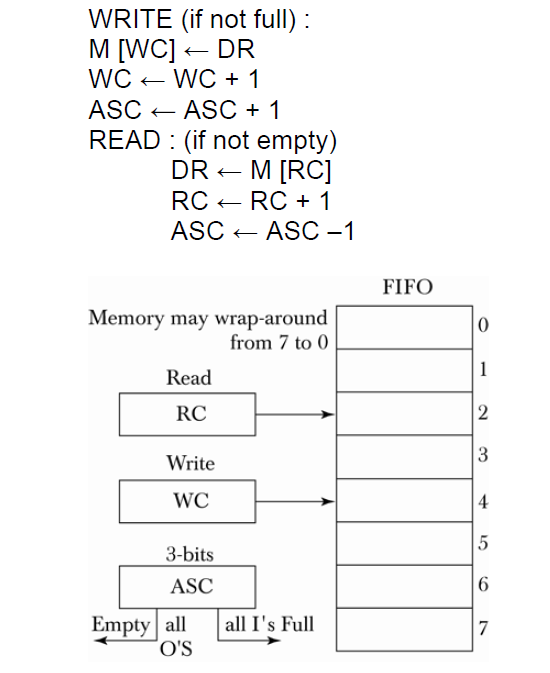 WRITE (if not full) :
M [WC] ← DR
WC ← WC + 1
ASC ← ASC + 1
READ : (if not empty)
DR ← M [RC]
RC ← RC + 1
ASC ← ASC –1
FIFO
Memory may wrap-around
from 7 to 0
0
1
Read
RC
2
3
Write
WC
4
5
3-bits
ASC
6
Empty all
O'S
all I's Full
7